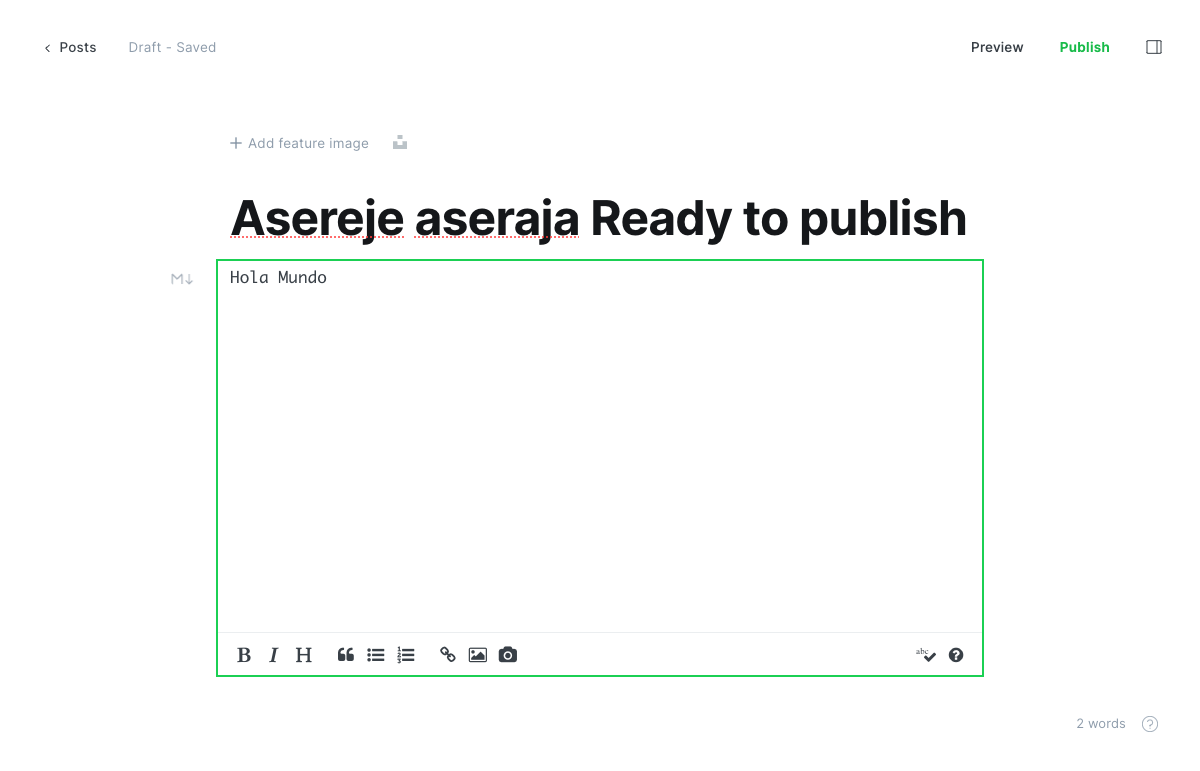 Posts
Draft - Saved
Preview
Publish
Add feature image
Asereje aseraja Ready to publish
M↓
Hola Mundo
B I H
abc
2 words